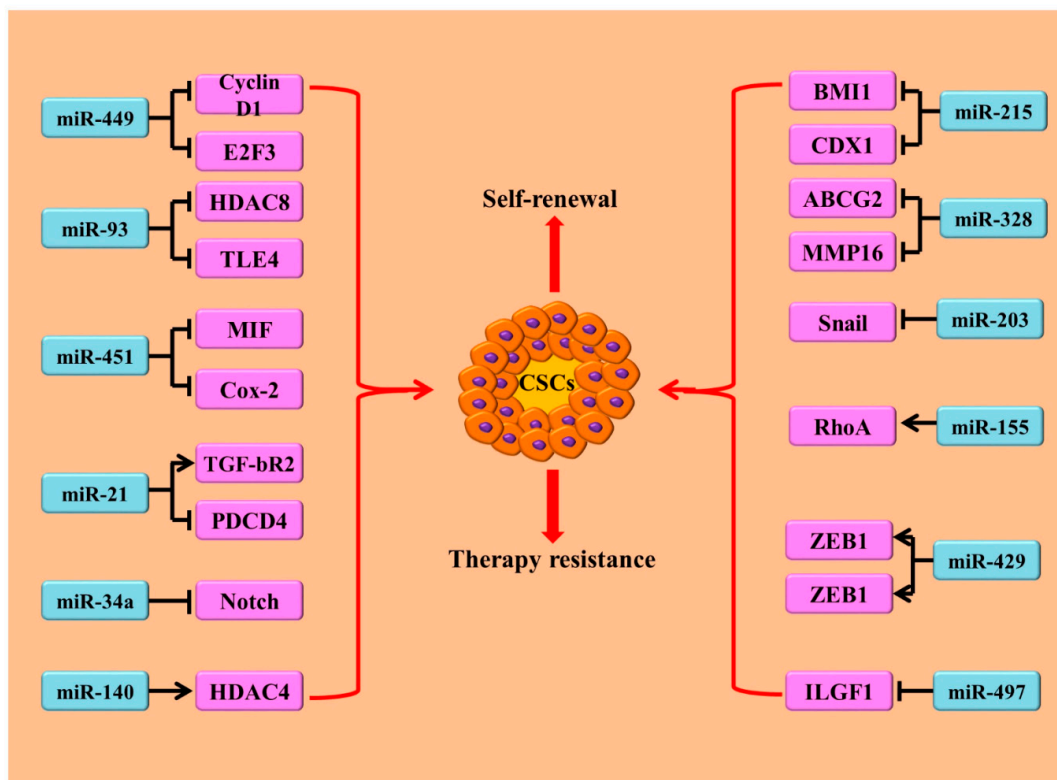 miR-449
Cyclin
D1
E2F3
miR-93
HDAC8
TLE4
miR-451
MIF
Cox-2
miR-21
TGF-bR2
PDCD4
miR-34a
Notch
miR-140
HDAC4
Self-renewal
CSCs
Therapy resistance
BMI1
CDX1
miR-215
ABCG2
MMP16
miR-328
Snail
miR-203
RhoA
miR-155
ZEB1
ZEB1
miR-429
ILGF1
miR-497